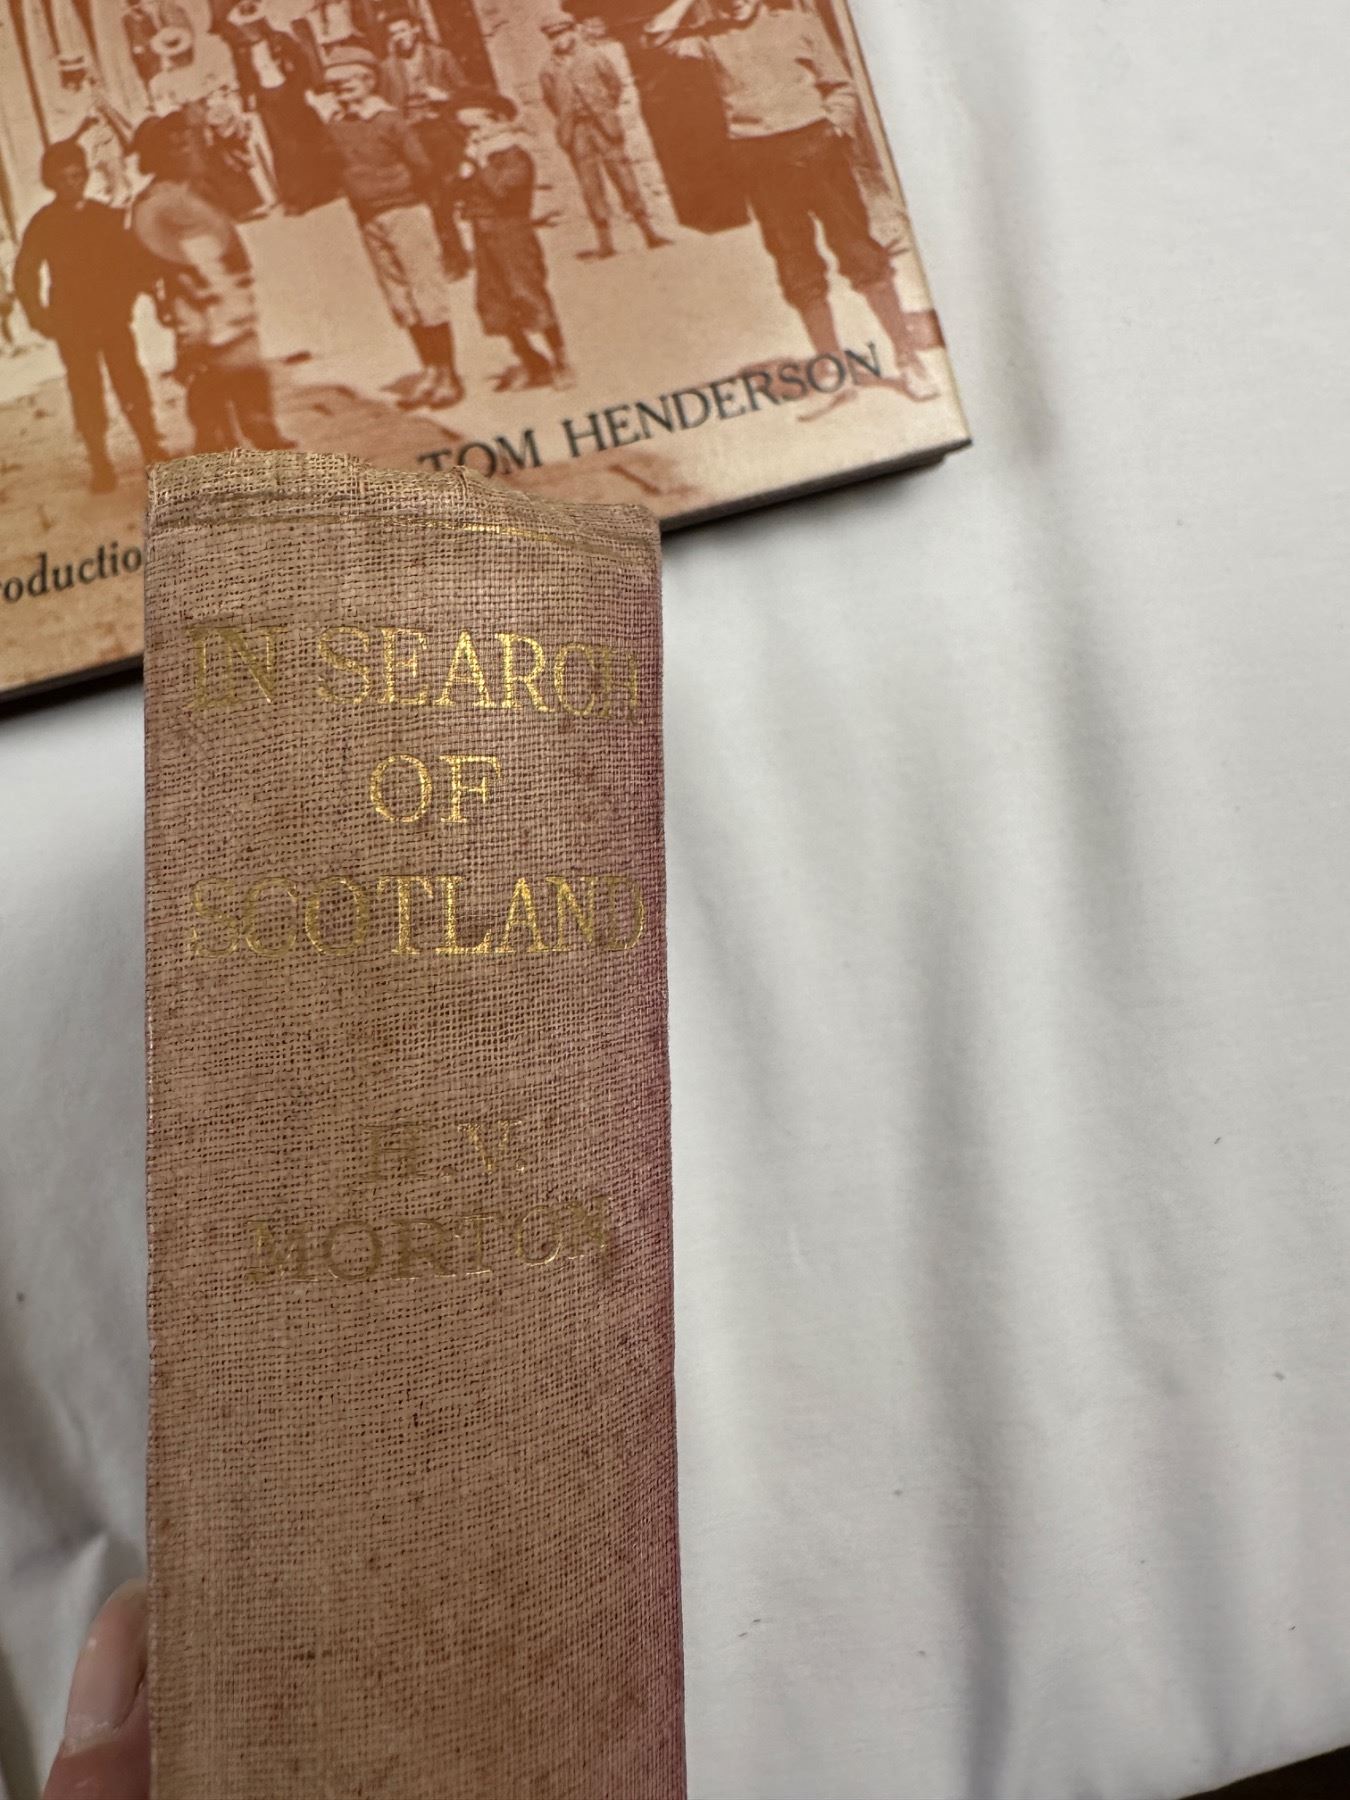 TOM HENDERSON
roductio
IN SEARCH
OF
SCOTLAND
H.V.
MORTON